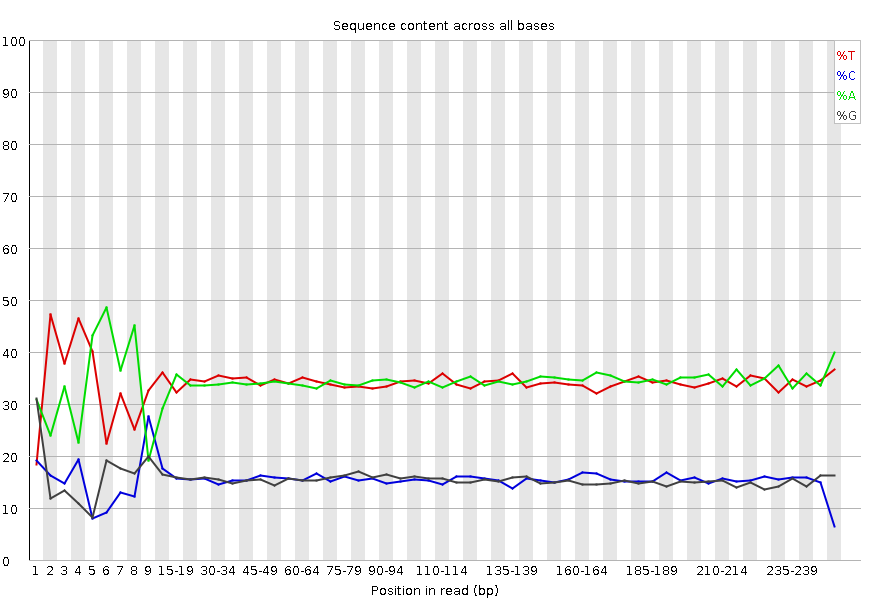 Sequence content across all bases
100
90
80
70
60
50
40
30
20
10
0
%T
%C
%A
%G
1 2 3 4 5 6 7 8 9 15-19 30-34 45-49 60-64 75-79 90-94 110-114 135-139 160-164 185-189 210-214 235-239
Position in read (bp)